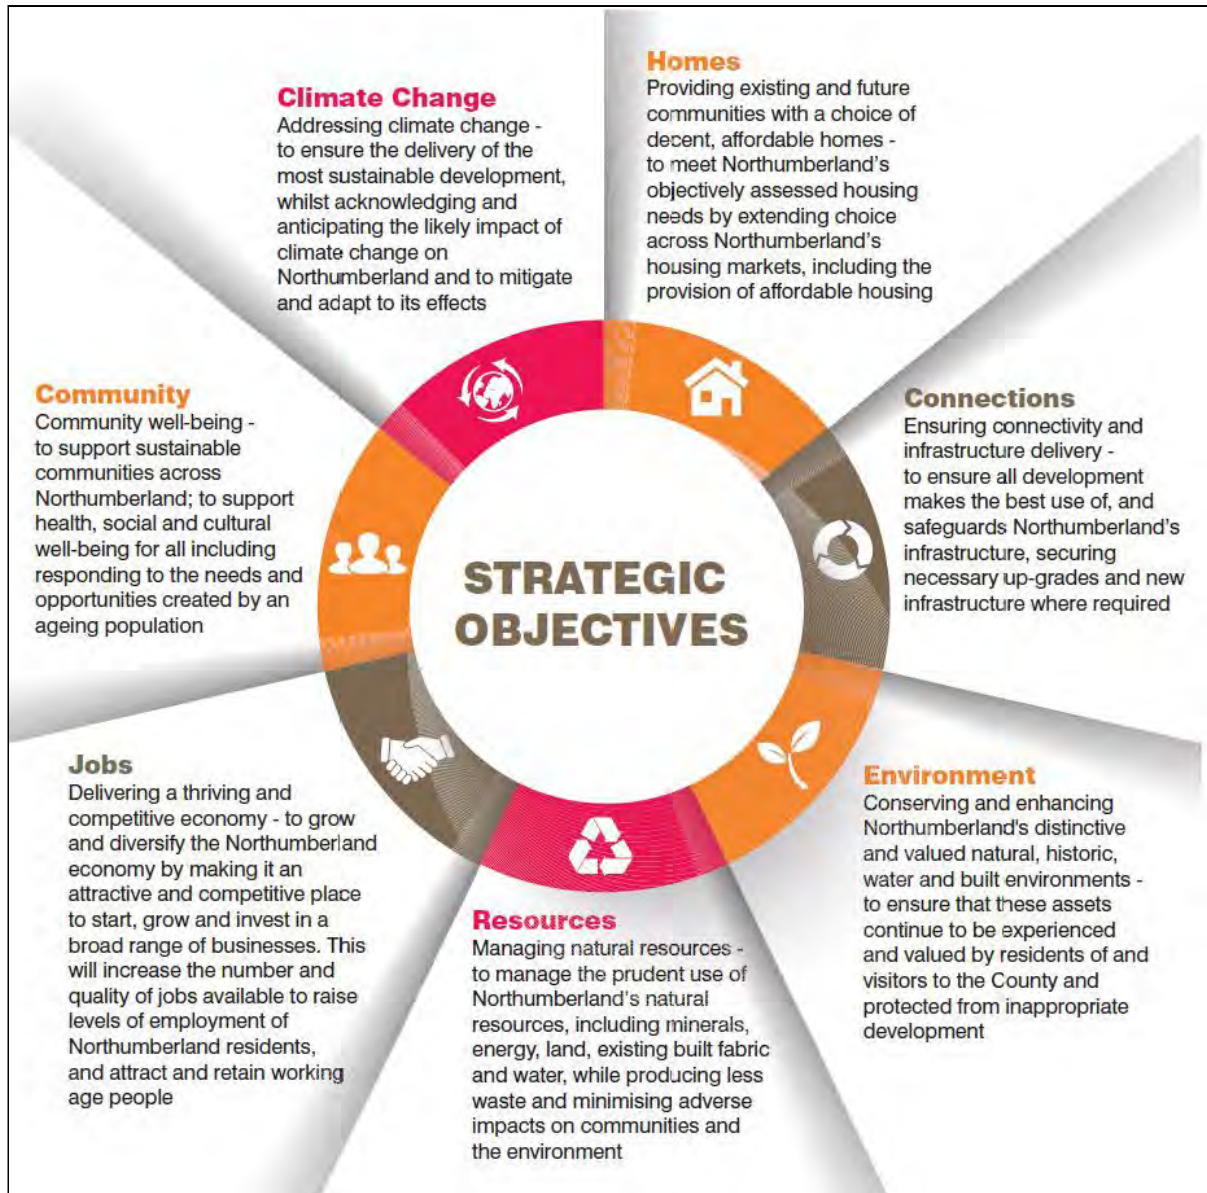 Climate Change
Addressing climate change -
to ensure the delivery of the
most sustainable development,
whilst acknowledging and
anticipating the likely impact of
climate change on
Northumberland and to mitigate
and adapt to its effects
Homes
Providing existing and future
communities with a choice of
decent, affordable homes -
to meet Northumberland's
objectively assessed housing
needs by extending choice
across Northumberland's
housing markets, including the
provision of affordable housing
Connections
Ensuring connectivity and
infrastructure delivery -
to ensure all development
makes the best use of, and
safeguards Northumberland's
infrastructure, securing
necessary up-grades and new
infrastructure where required
Community
Community well-being -
to support sustainable
communities across
Northumberland; to support
health, social and cultural
well-being for all including
responding to the needs and
opportunities created by an
ageing population
STRATEGIC
OBJECTIVES
Jobs
Delivering a thriving and
competitive economy - to grow
and diversify the Northumberland
economy by making it an
attractive and competitive place
to start, grow and invest in a
broad range of businesses. This
will increase the number and
quality of jobs available to raise
levels of employment of
Northumberland residents,
and attract and retain working
age people
Resources
Managing natural resources -
to manage the prudent use of
Northumberland's natural
resources, including minerals,
energy, land, existing built fabric
and water, while producing less
waste and minimising adverse
impacts on communities and
the environment
Environment
Conserving and enhancing
Northumberland's distinctive
and valued natural, historic,
water and built environments -
to ensure that these assets
continue to be experienced
and valued by residents of and
visitors to the County and
protected from inappropriate
development